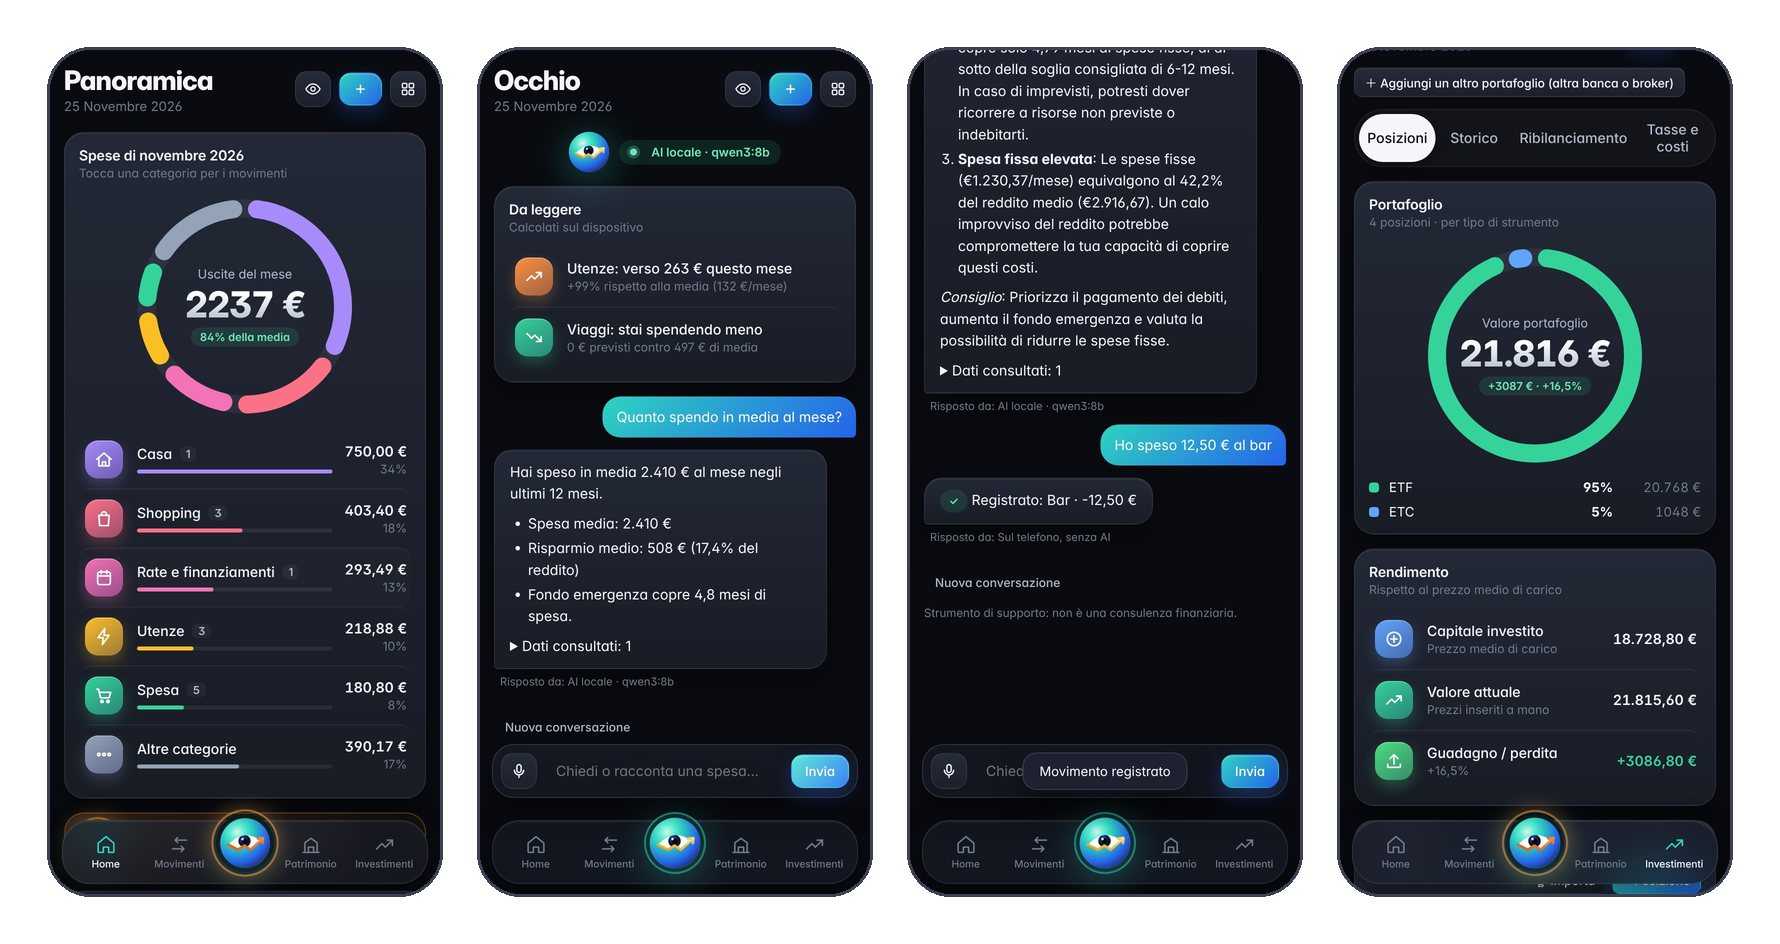 Panoramica
25 Novembre 2026
Spese di novembre 2026
Tocca una categoria per i movimenti
Uscite del mese
2237 €
84% della media
Casa 1
750,00 €
34%
Shopping 3
403,40 €
18%
Rate e finanziamenti 1
293,49 €
13%
Utenze 3
218,88 €
10%
Spesa 5
180,80 €
8%
Altre categorie
390,17 €
17%
Home
Movimenti
Patrimonio
Investimenti
Occhio
25 Novembre 2026
AI locale · qwen3:8b
Da leggere
Calcolati sul dispositivo
Utenze: verso 263 € questo mese
+99% rispetto alla media (132 €/mese)
Viaggi: stai spendendo meno
0 € previsti contro 497 € di media
Quanto spendo in media al mese?
Hai speso in media 2.410 € al mese negli
ultimi 12 mesi.
• Spesa media: 2.410 €
• Risparmio medio: 508 € (17,4% del
reddito)
• Fondo emergenza copre 4,8 mesi di
spesa.
▶ Dati consultati: 1
Risposto da: AI locale · qwen3:8b
Nuova conversazione
Chiedi o racconta una spesa...
Invia
Home
Movimenti
Patrimonio
Investimenti
copre solo 4,79 mesi di spese fisse, al di
sotto della soglia consigliata di 6-12 mesi.
In caso di imprevisti, potresti dover
ricorrere a risorse non previste o
indebitarti.
3. Spesa fissa elevata: Le spese fisse
(€1.230,37/mese) equivalgono al 42,2%
del reddito medio (€2.916,67). Un calo
improvviso del reddito potrebbe
compromettere la tua capacità di coprire
questi costi.
Consiglio: Priorizza il pagamento dei debiti,
aumenta il fondo emergenza e valuta la
possibilità di ridurre le spese fisse.
▶ Dati consultati: 1
Risposto da: AI locale · qwen3:8b
Ho speso 12,50 € al bar
Registrato: Bar · -12,50 €
Risposto da: Sul telefono, senza AI
Nuova conversazione
Strumento di supporto: non è una consulenza finanziaria.
Chied
Movimento registrato
Invia
Home
Movimenti
Patrimonio
Investimenti
+ Aggiungi un altro portafoglio (altra banca o broker)
Posizioni
Storico
Ribilanciamento
Tasse e
costi
Portafoglio
4 posizioni · per tipo di strumento
Valore portafoglio
21.816 €
+3087 € · +16,5%
ETF
95%
20.768 €
ETC
5%
1048 €
Rendimento
Rispetto al prezzo medio di carico
Capitale investito
Prezzo medio di carico
18.728,80 €
Valore attuale
Prezzi inseriti a mano
21.815,60 €
Guadagno / perdita
+16,5%
+3086,80 €
Home
Movimenti
Patrimonio
Investimenti